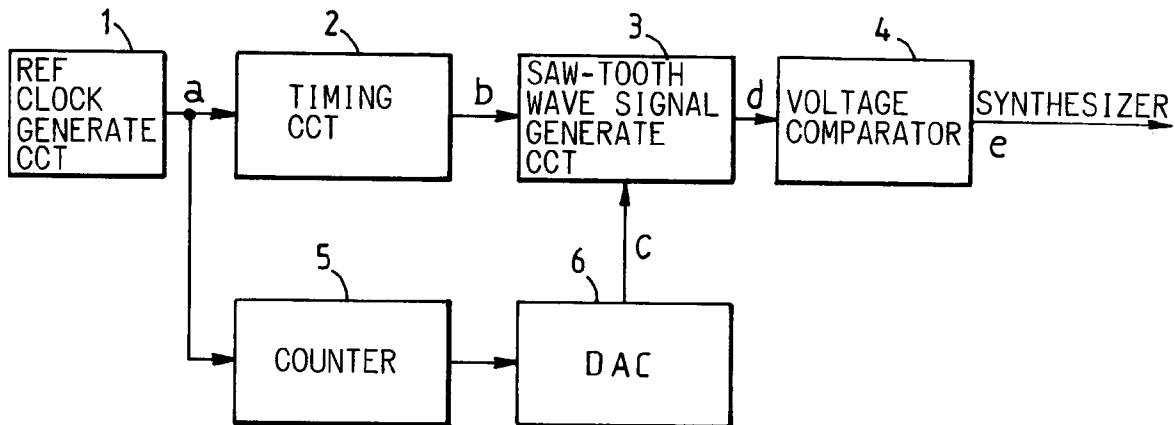 1
2
3
4
REF
CLOCK
GENERATE
CCT
a
TIMING
CCT
b
SAW-TOOTH
WAVE SIGNAL
GENERATE
CCT
d
VOLTAGE
COMPARATOR
SYNTHESIZER
e
C
5
6
COUNTER
DAC